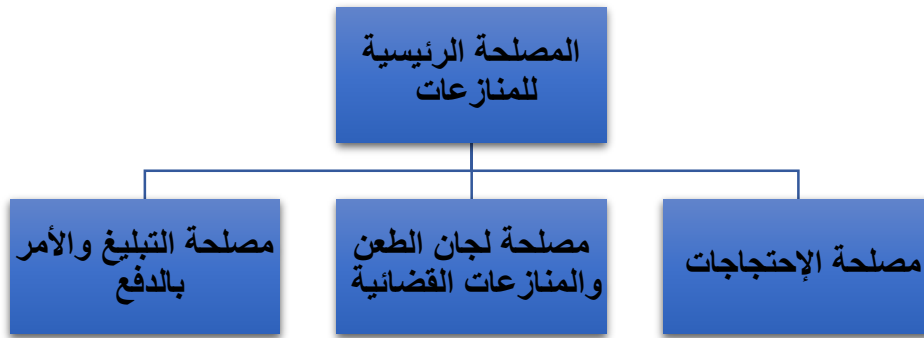 المصلحة الرئيسية
للمنازعات
مصلحة الإحتجاجات
مصلحة لجان الطعن
والمنازعات القضائية
مصلحة التبليغ والأمر
بالدفع